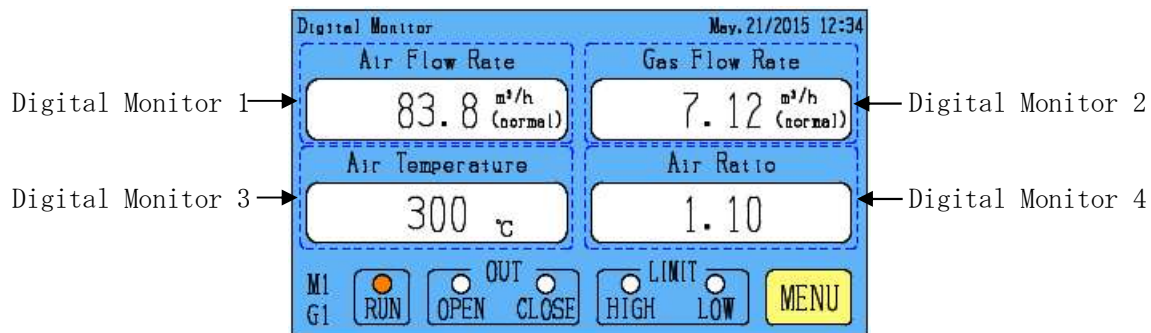 Digital Monitor May.21/2015 12:34
Air Flow Rate Gas Flow Rate
Digital Monitor 1 83.8 m³/h (normal) 7.12 m³/h (normal) Digital Monitor 2
Air Temperature Air Ratio
Digital Monitor 3 300 ℃ 1.10 Digital Monitor 4
OUT LIMIT
M1
G1 RUN OPEN CLOSE HIGH LOW MENU